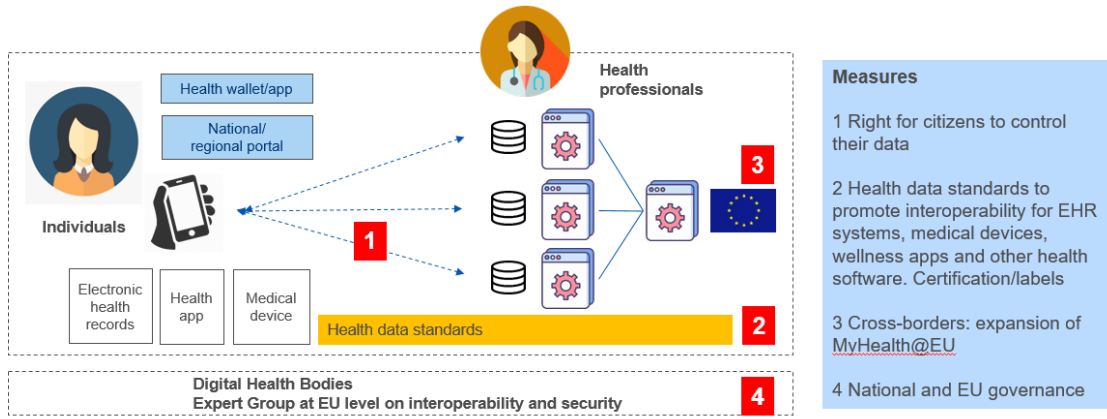 Health wallet/app
National/
regional portal
Individuals
Health
professionals
1
3
Electronic
health
records
Health
app
Medical
device
Health data standards
2
Digital Health Bodies
Expert Group at EU level on interoperability and security
4
Measures
1 Right for citizens to control
their data
2 Health data standards to
promote interoperability for EHR
systems, medical devices,
wellness apps and other health
software. Certification/labels
3 Cross-borders: expansion of
MyHealth@EU
4 National and EU governance